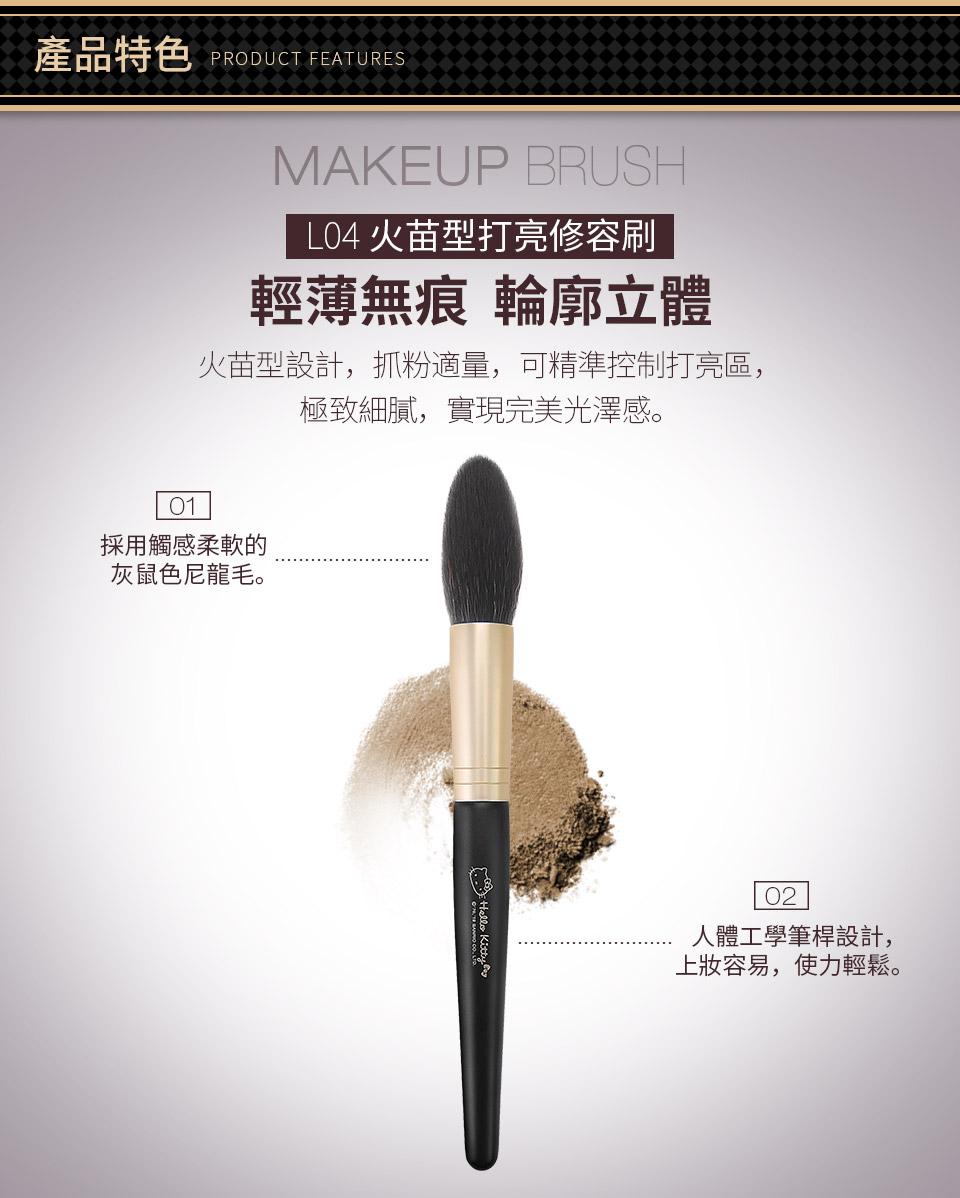 產品特色 PRODUCT FEATURES
MAKEUP BRUSH
L04 火苗型打亮修容刷
輕薄無痕 輪廓立體
火苗型設計，抓粉適量，可精準控制打亮區，
極致細膩，實現完美光澤感。
01
採用觸感柔軟的
灰鼠色尼龍毛。
Hello Kitty
02
人體工學筆桿設計，
上妝容易，使力輕鬆。